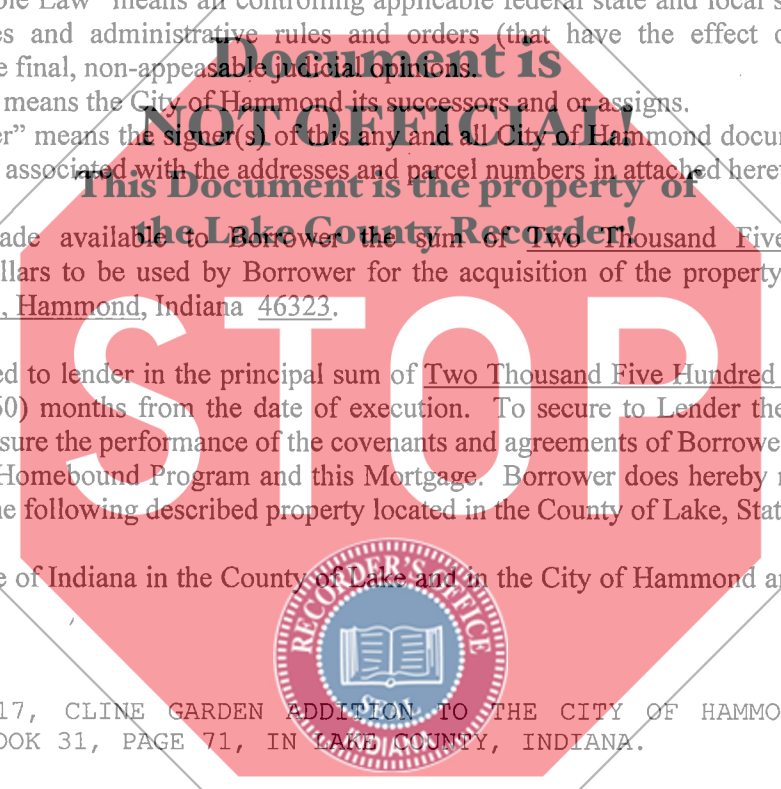 ble Law" means all controlling applicable federal state and local s
es and administrative rules and orders (that have the effect o
e final, non-appeasable judicial opinions.
means the City of Hammond its successors and or assigns.
er" means the signer(s) of this any and all City of Hammond docu
associated with the addresses and parcel numbers in attached here
Document is
NOT OFFICIAL!
This Document is the property of
the Lake County Recorder!
ade available to Borrower the sum of Two Thousand Five
llars to be used by Borrower for the acquisition of the property
, Hammond, Indiana 46323.
ed to lender in the principal sum of Two Thousand Five Hundred
60) months from the date of execution. To secure to Lender the
sure the performance of the covenants and agreements of Borrowe
Homebound Program and this Mortgage. Borrower does hereby
he following described property located in the County of Lake, Stat
STOP
e of Indiana in the County of Lake and in the City of Hammond a
RECORDER'S OFFICE
SEAL
INDIANA
17, CLINE GARDEN ADDITION TO THE CITY OF HAMMO
OOK 31, PAGE 71, IN LAKE COUNTY, INDIANA.